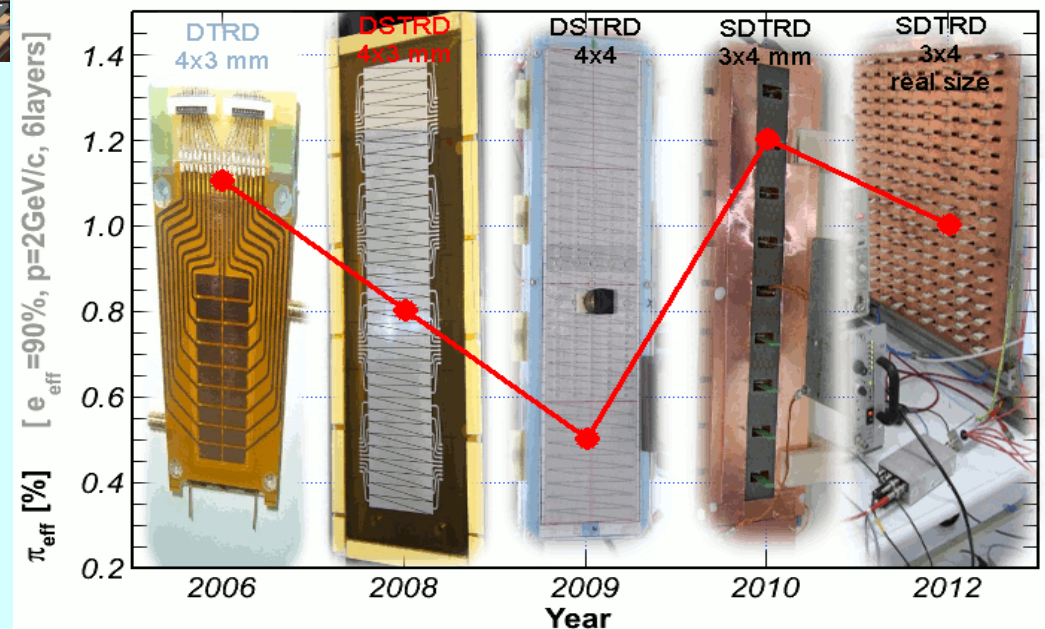 DTRD
4x3 mm
DSTRD
4x3 mm
DSTRD
4x4
SDTRD
3x4 mm
SDTRD
3x4
real size
π_eff [%] [ e_eff =90%, p=2GeV/c, 6layers]
1.4
1.2
1.0
0.8
0.6
0.4
0.2
2006 2008 2009 2010 2012
Year